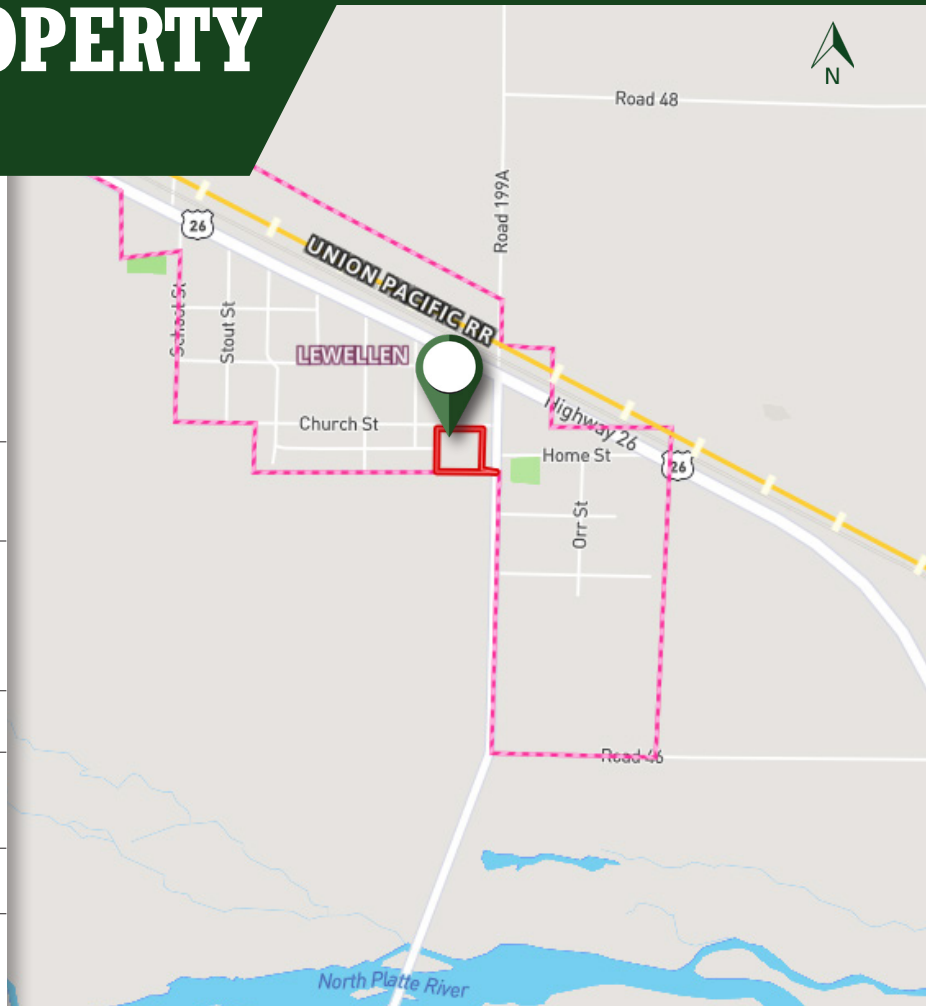 OPERTY
N
Road 48
Road 199A
26
UNION PACIFIC RR
School St
Stout St
LEWELLEN
Highway 26
Church St
Home St
26
Orr St
Road 46
North Platte River